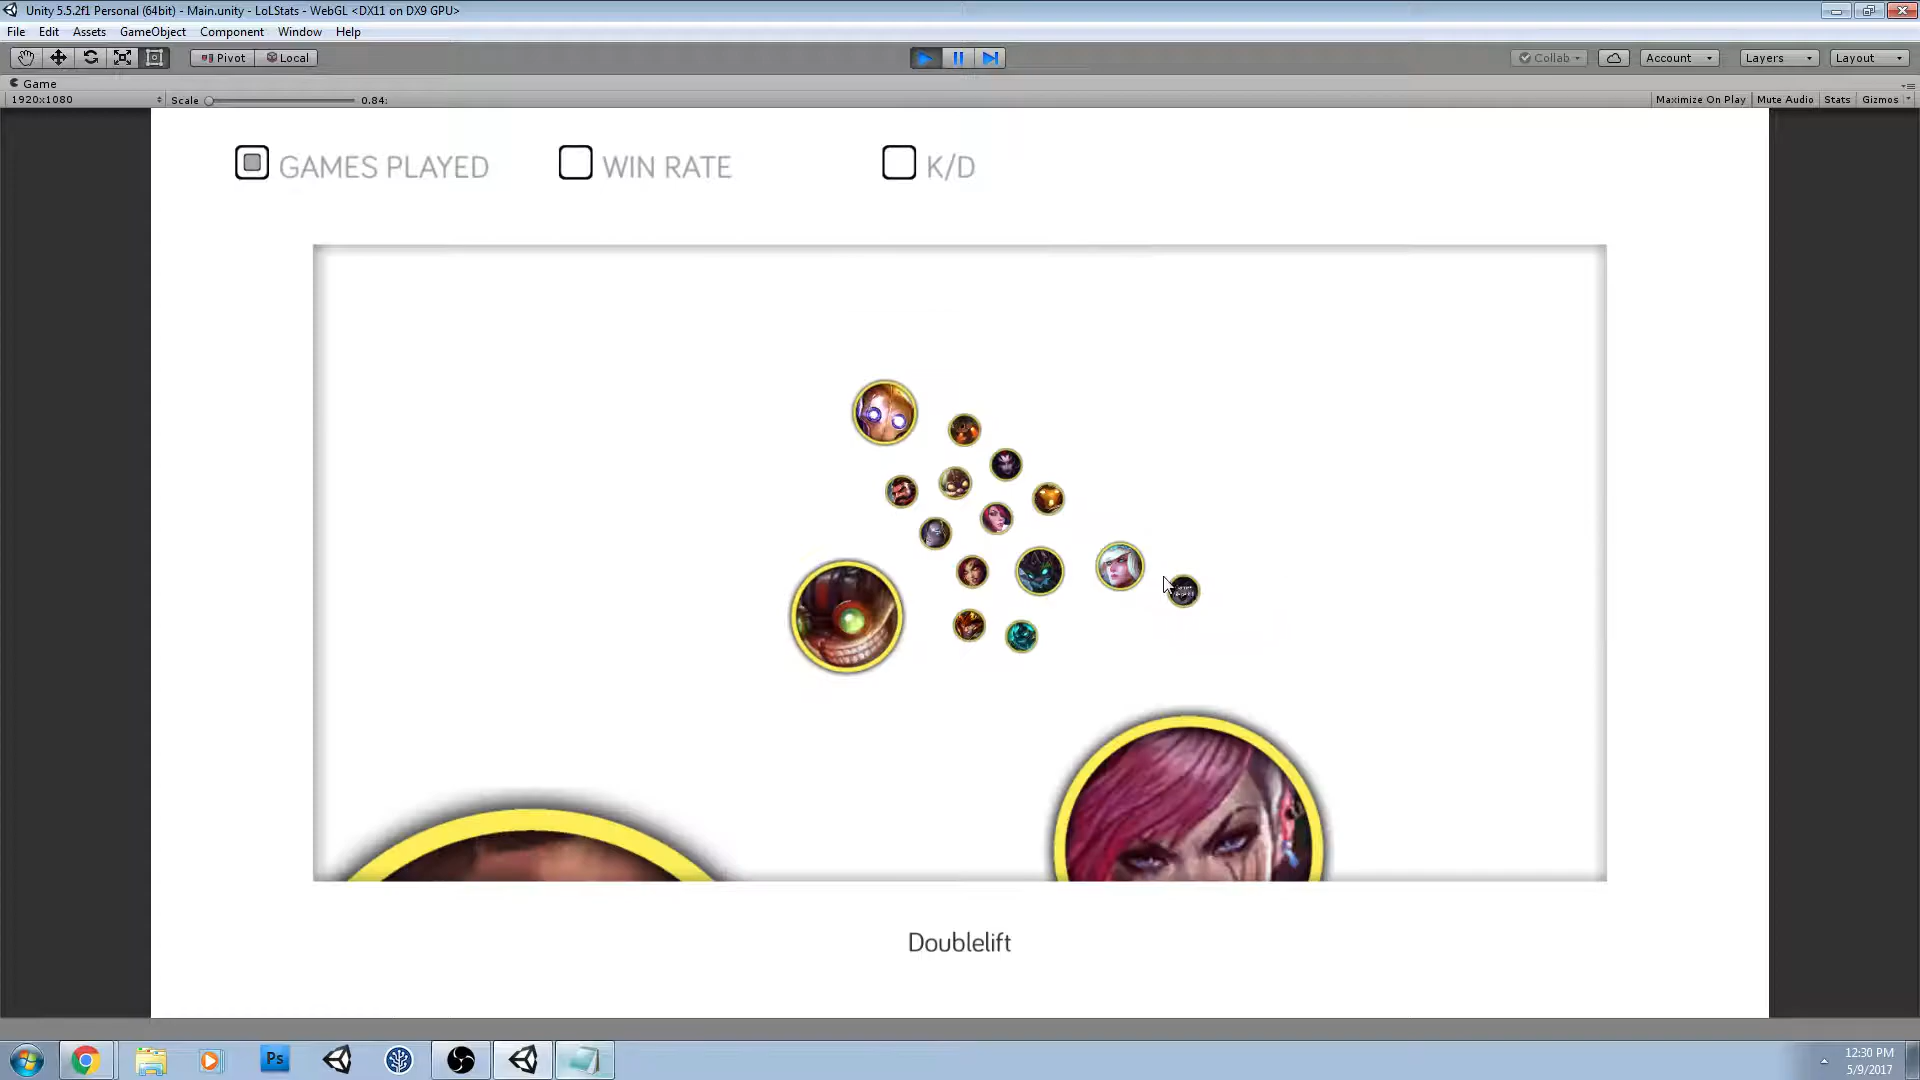 Unity 5.5.2f1 Personal (64bit) - Main.unity - LoLStats - WebGL <DX11 on DX9 GPU>
File Edit Assets GameObject Component Window Help
Pivot Local Collab Account Layers Layout
Game
1920x1080 Scale 0.84: Maximize On Play Mute Audio Stats Gizmos
GAMES PLAYED WIN RATE K/D
Doublelift
Ps
12:30 PM
5/9/2017